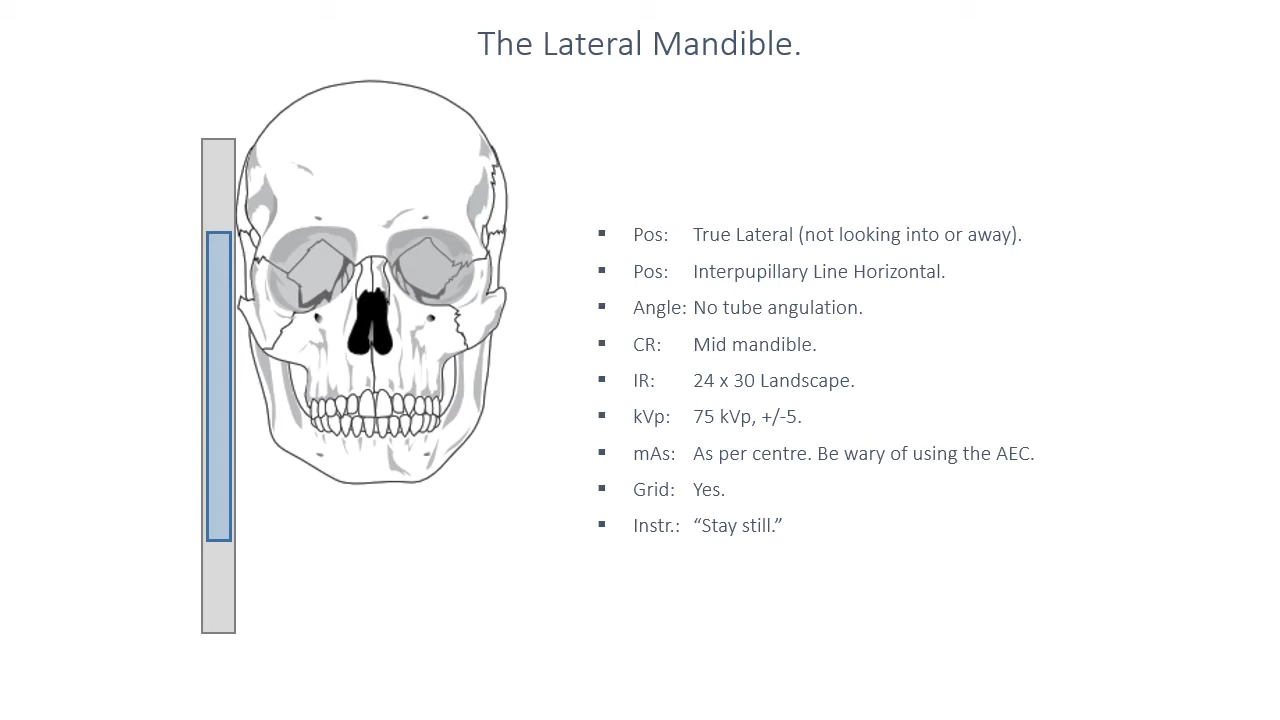 The Lateral Mandible.
▪ Pos: True Lateral (not looking into or away).
▪ Pos: Interpupillary Line Horizontal.
▪ Angle: No tube angulation.
▪ CR: Mid mandible.
▪ IR: 24 x 30 Landscape.
▪ kVp: 75 kVp, +/-5.
▪ mAs: As per centre. Be wary of using the AEC.
▪ Grid: Yes.
▪ Instr.: “Stay still.”